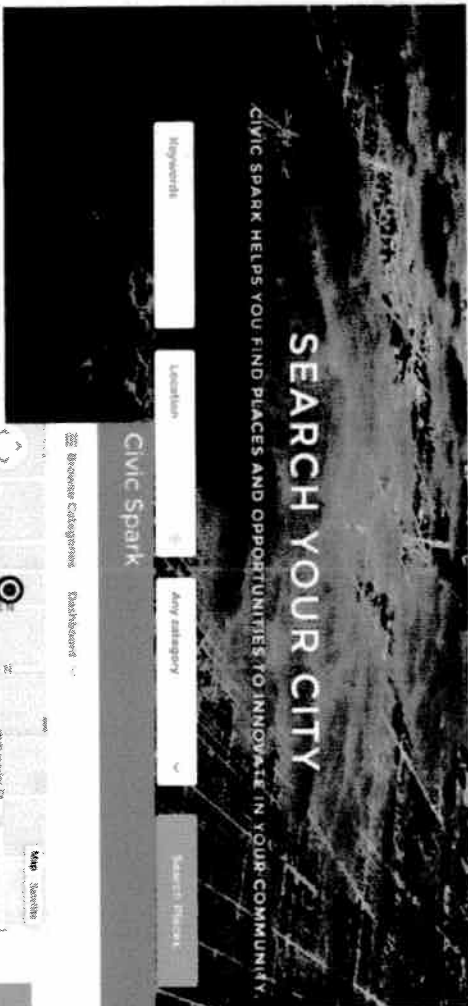 SEARCH YOUR CITY
CIVIC SPARK HELPS YOU FIND PLACES AND OPPORTUNITIES TO INNOVATE IN YOUR COMMUNITY
Keywords
Location
Any category
Search Places
Civic Spark
Browse Categories
Dashboard
Map
Satellite